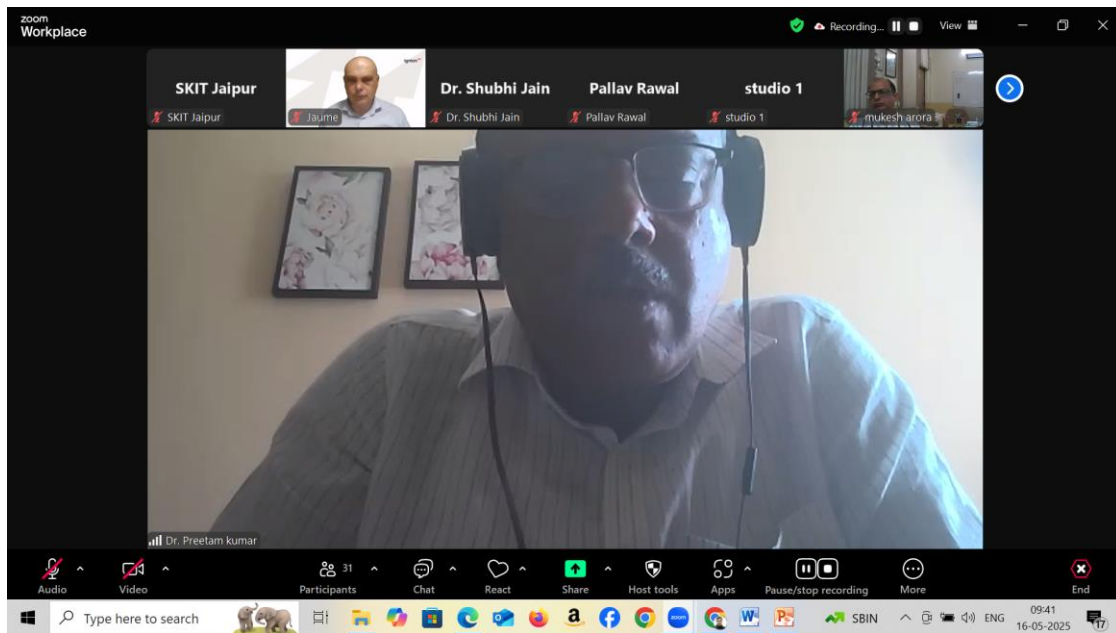 zoom
Workplace
Recording...
View
SKIT Jaipur
Dr. Shubhi Jain
Pallav Rawal
studio 1
SKIT Jaipur
Jaume
Dr. Shubhi Jain
Pallav Rawal
studio 1
mukesh arora
Dr. Preetam kumar
31
Audio
Video
Participants
Chat
React
Share
Host tools
Apps
Pause/stop recording
More
End
Type here to search
SBIN
ENG
09:41
16-05-2025
17